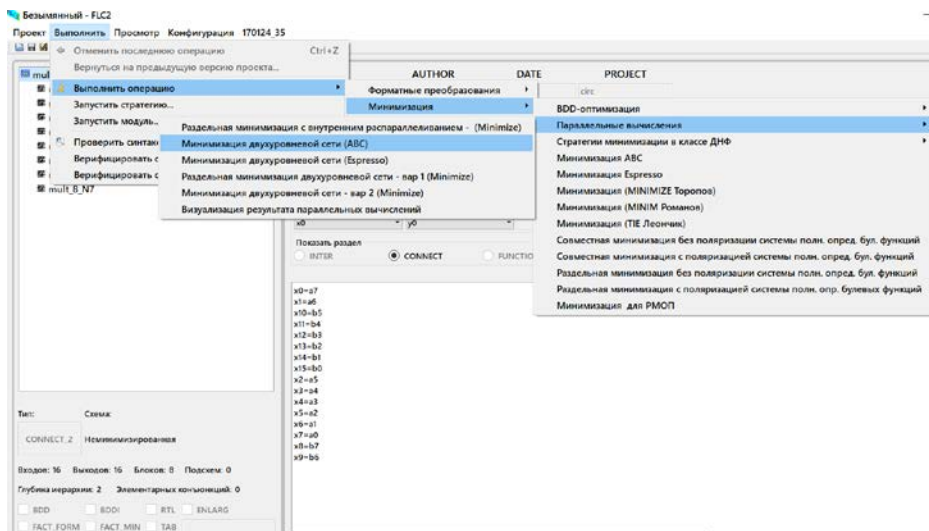 Безымянный - FLC2
Проект Выполнить Просмотр Конфигурация 170124_35
Отменить последнюю операцию Ctrl+Z
Вернуться на предыдущую версию проекта...
Выполнить операцию
Запустить стратегию...
Запустить модуль...
Проверить синтак
Верифицировать с
Верифицировать с
mult
mult_8_N7
AUTHOR DATE PROJECT
circ
Форматные преобразования
Минимизация
Раздельная минимизация с внутренним распараллеливанием - (Minimize)
Минимизация двухуровневой сети (ABC)
Минимизация двухуровневой сети (Espresso)
Раздельная минимизация двухуровневой сети - вар 1 (Minimize)
Минимизация двухуровневой сети - вар 2 (Minimize)
Визуализация результата параллельных вычислений
BDD-оптимизация
Параллельные вычисления
Стратегии минимизации в классе ДНФ
Минимизация ABC
Минимизация Espresso
Минимизация (MINIMIZE Торопов)
Минимизация (MINIM Романов)
Минимизация (TIE Леончик)
Совместная минимизация без поляризации системы полн. опред. бул. функций
Совместная минимизация с поляризацией системы полн. опред. бул. функций
Раздельная минимизация без поляризации системы полн. опред. бул. функций
Раздельная минимизация с поляризацией системы полн. опр. булевых функций
Минимизация для РМОП
x0 y0
Показать раздел
INTER CONNECT FUNCTIO
x0=a7
x1=a6
x10=b5
x11=b4
x12=b3
x13=b2
x14=b1
x15=b0
x2=a5
x3=a4
x4=a3
x5=a2
x6=a1
x7=a0
x8=b7
x9=b6
Тип: Схема:
CONNECT_2 Неминимизированная
Входов: 16 Выходов: 16 Блоков: 8 Подсхем: 0
Глубина иерархии: 2 Элементарных конъюнкций: 0
BDD BDDI RTL ENLARG
FACT_FORM FACT_MIN TAB